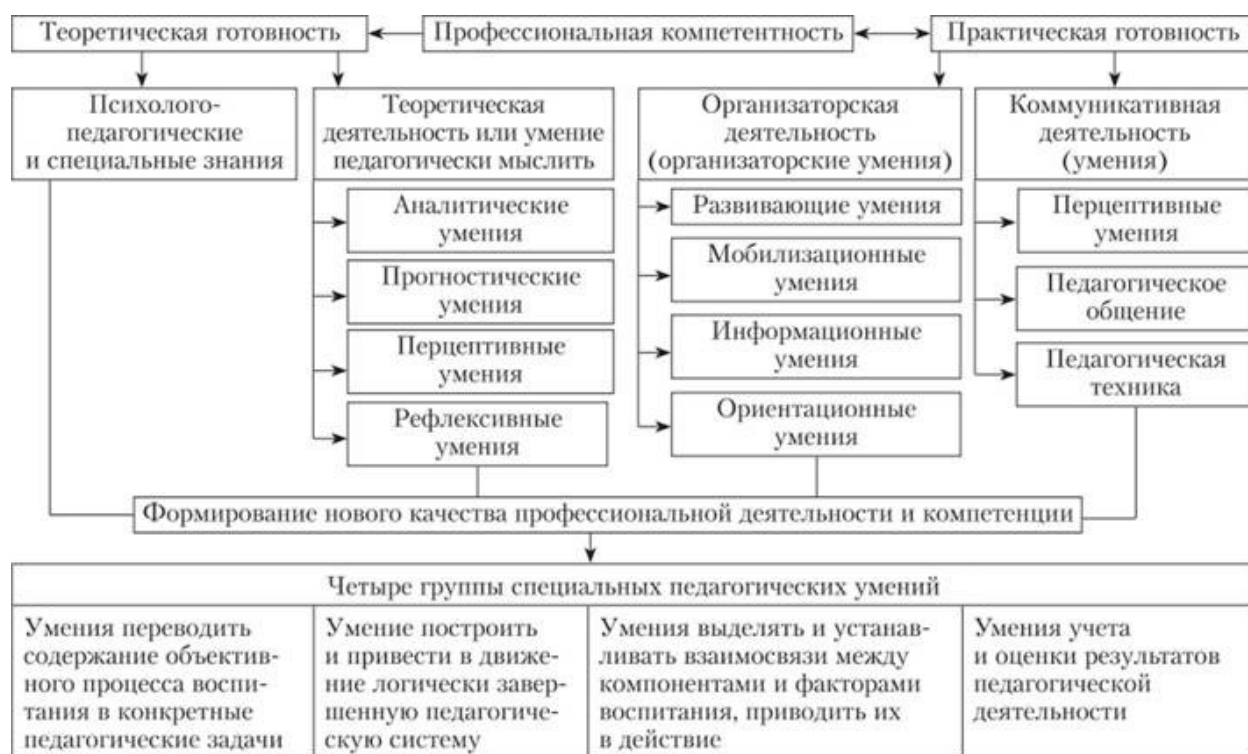 Теоретическая готовность
Профессиональная компетентность
Практическая готовность
Психолого-
педагогические
и специальные знания
Теоретическая
деятельность или умение
педагогически мыслить
Организаторская
деятельность
(организаторские умения)
Коммуникативная
деятельность
(умения)
Аналитические
умения
Прогностические
умения
Перцептивные
умения
Рефлексивные
умения
Развивающие умения
Мобилизационные
умения
Информационные
умения
Ориентационные
умения
Перцептивные
умения
Педагогическое
общение
Педагогическая
техника
Формирование нового качества профессиональной деятельности и компетенции
Четыре группы специальных педагогических умений
Умения переводить
содержание объектив-
ного процесса воспи-
тания в конкретные
педагогические задачи
Умение построить
и привести в движе-
ние логически завер-
шенную педагогиче-
скую систему
Умения выделять и устанав-
ливать взаимосвязи между
компонентами и факторами
воспитания, приводить их
в действие
Умения учета
и оценки результатов
педагогической
деятельности